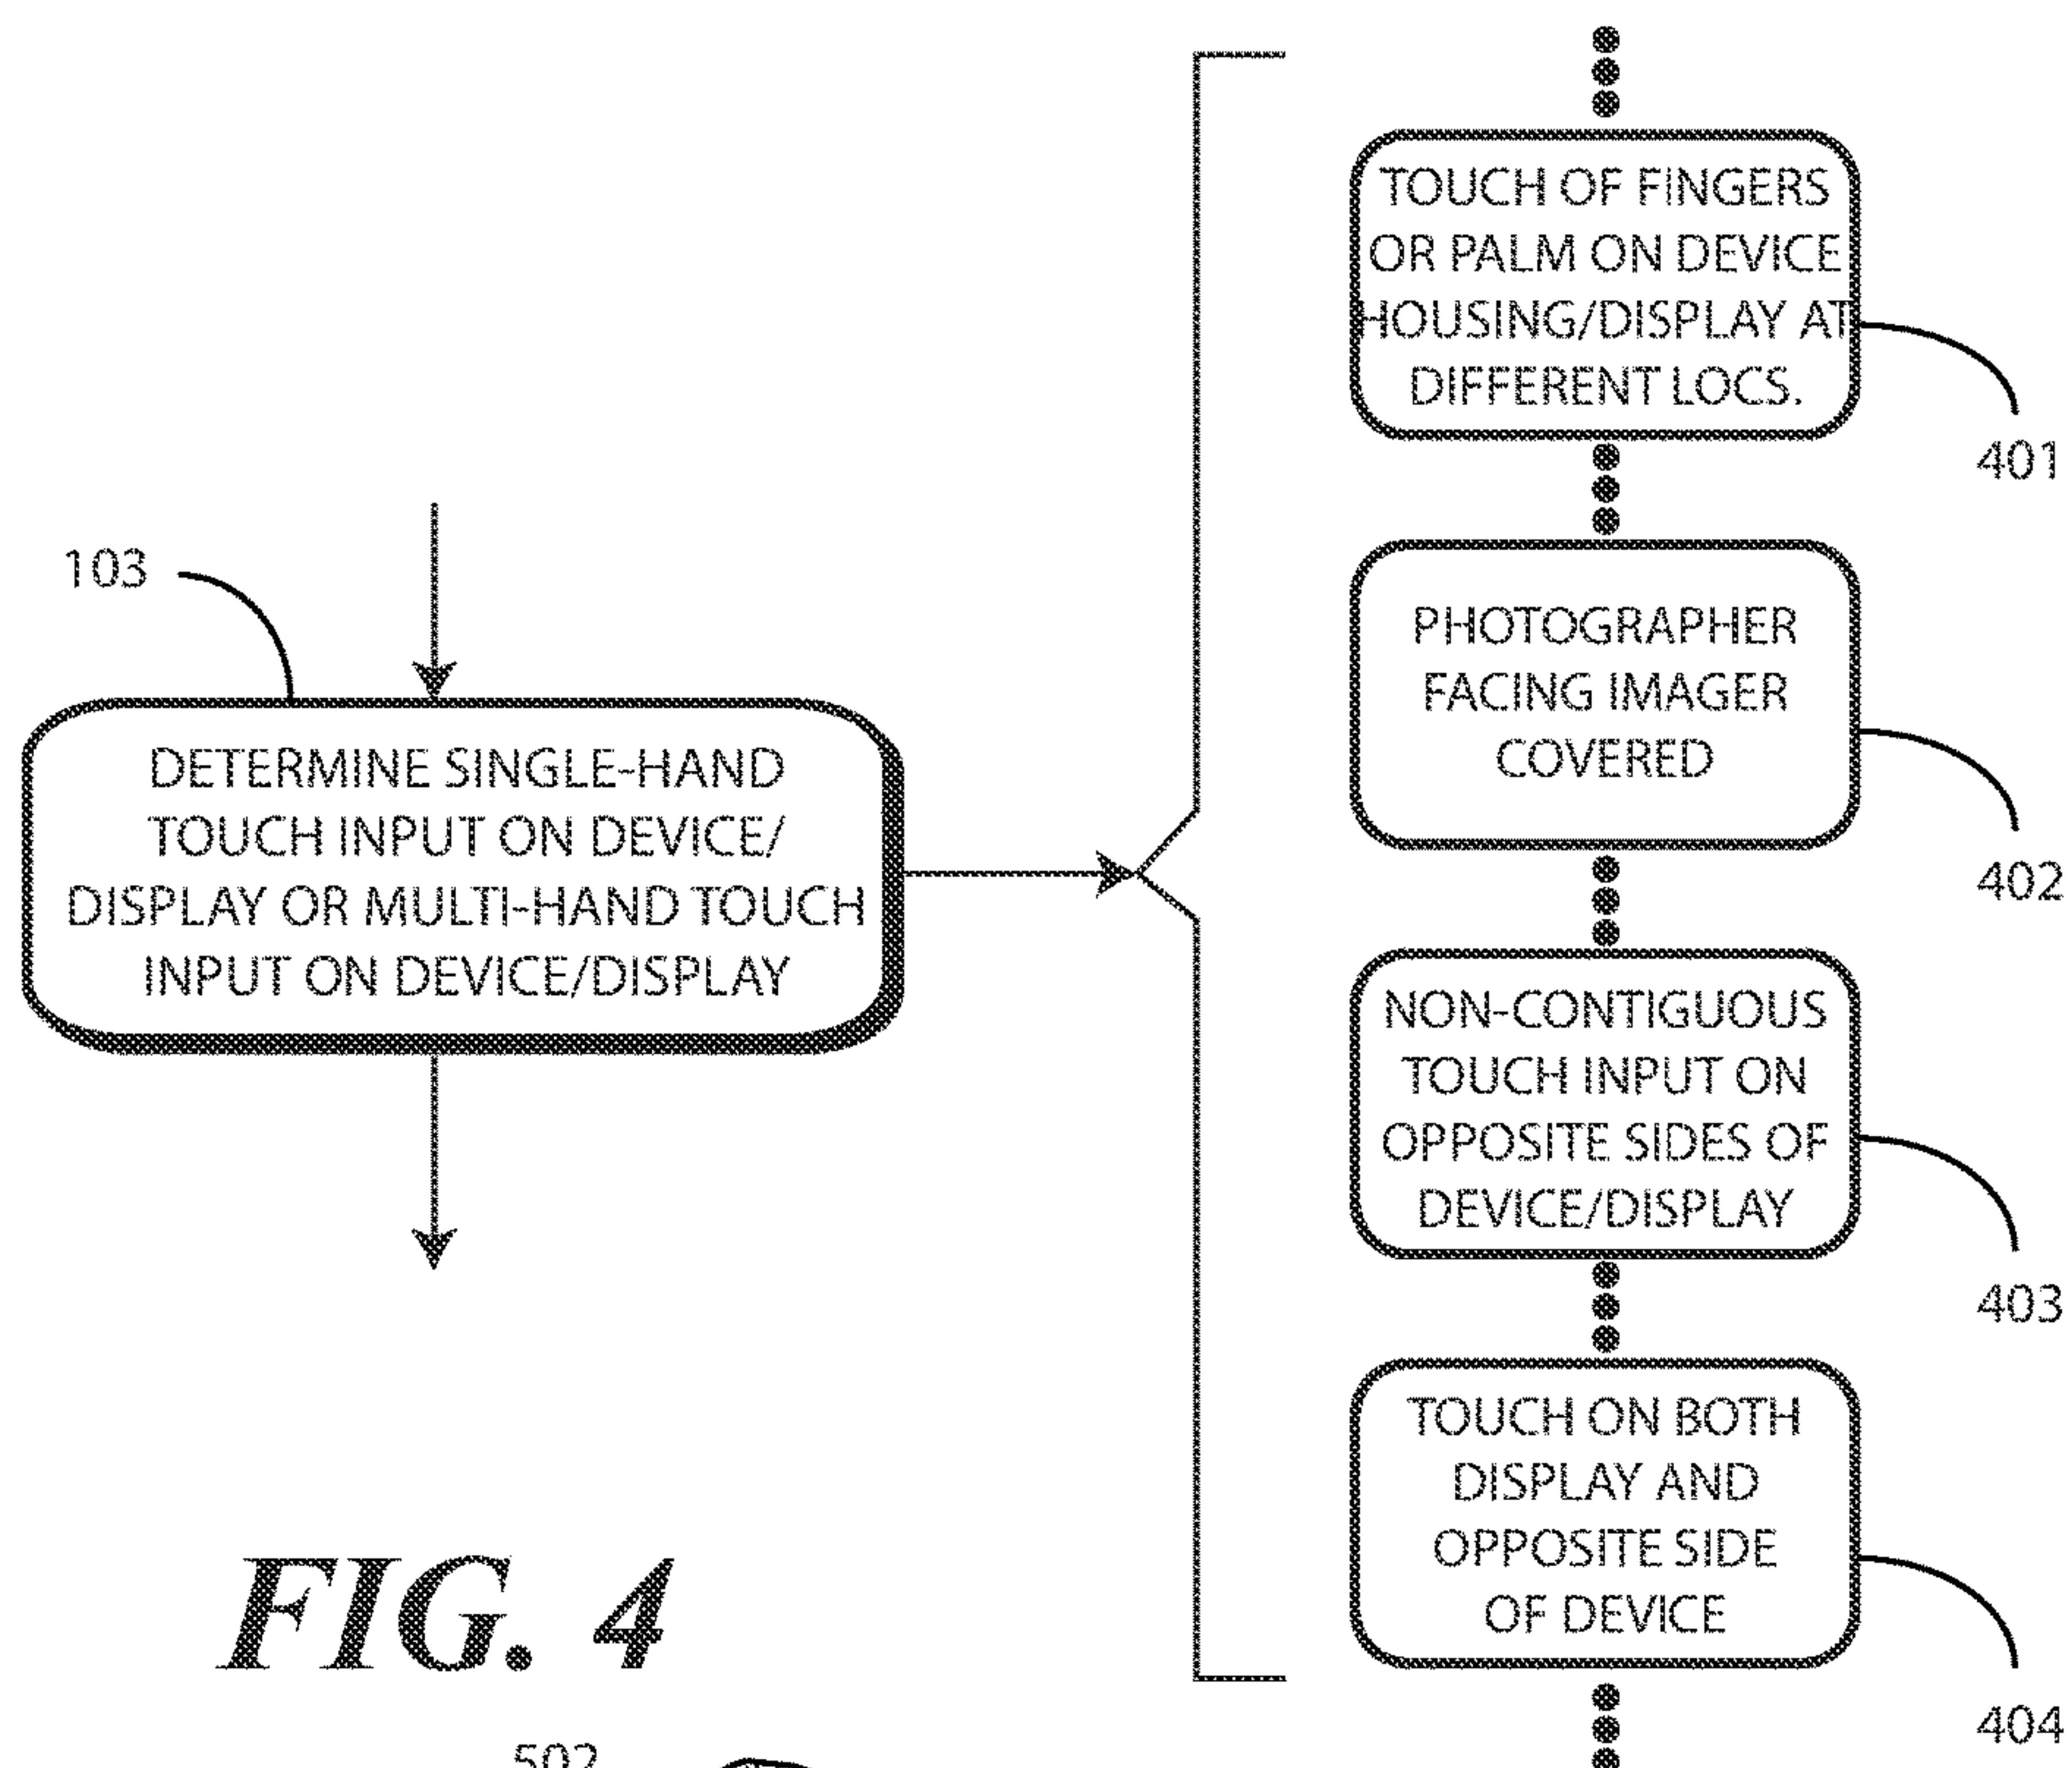 TOUCH OF FINGERS
OR PALM ON DEVICE
HOUSING/DISPLAY AT
DIFFERENT LOCS.
401
103
PHOTOGRAPHER
FACING IMAGER
COVERED
402
DETERMINE SINGLE-HAND
TOUCH INPUT ON DEVICE/
DISPLAY OR MULTI-HAND TOUCH
INPUT ON DEVICE/DISPLAY
NON-CONTIGUOUS
TOUCH INPUT ON
OPPOSITE SIDES OF
DEVICE/DISPLAY
403
TOUCH ON BOTH
DISPLAY AND
OPPOSITE SIDE
OF DEVICE
404
FIG. 4
502